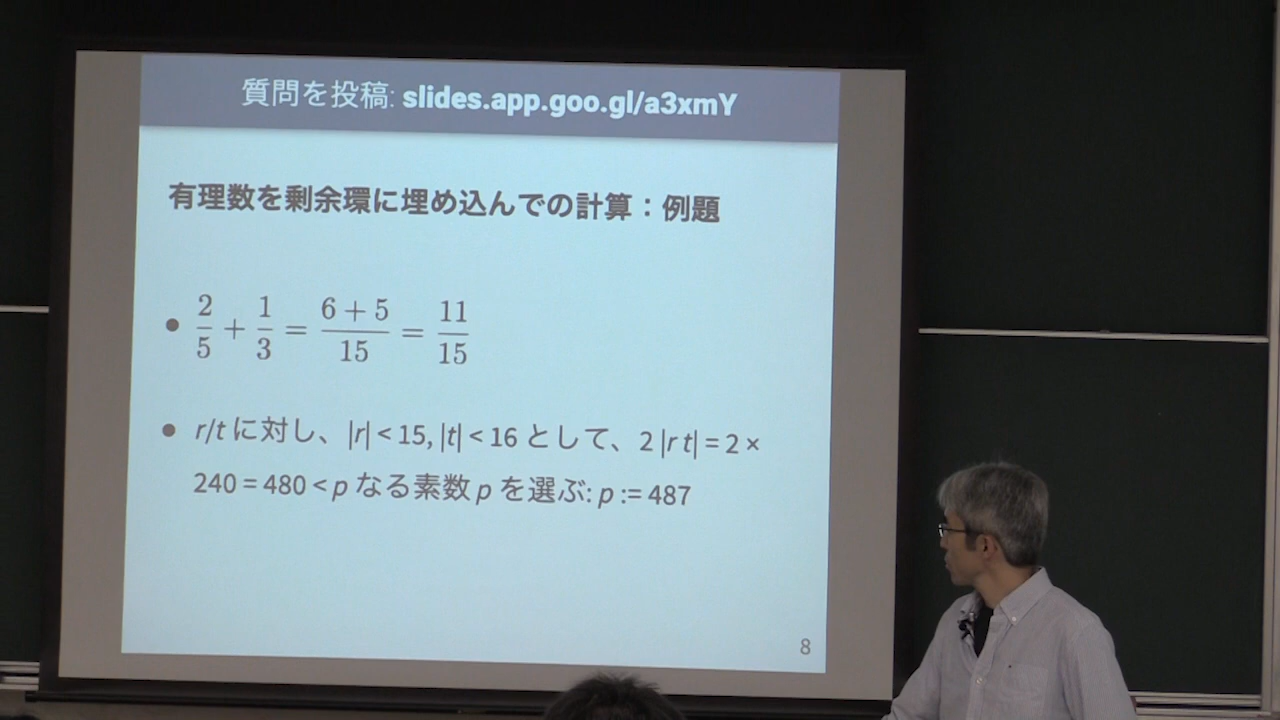 質問を投稿: slides.app.goo.gl/a3xmY
有理数を剰余環に埋め込んでの計算：例題
• 2/5 + 1/3 = (6 + 5)/15 = 11/15
• r/t に対し、|r| < 15, |t| < 16 として、2 |r t| = 2 ×
240 = 480 < p なる素数 p を選ぶ: p := 487
8